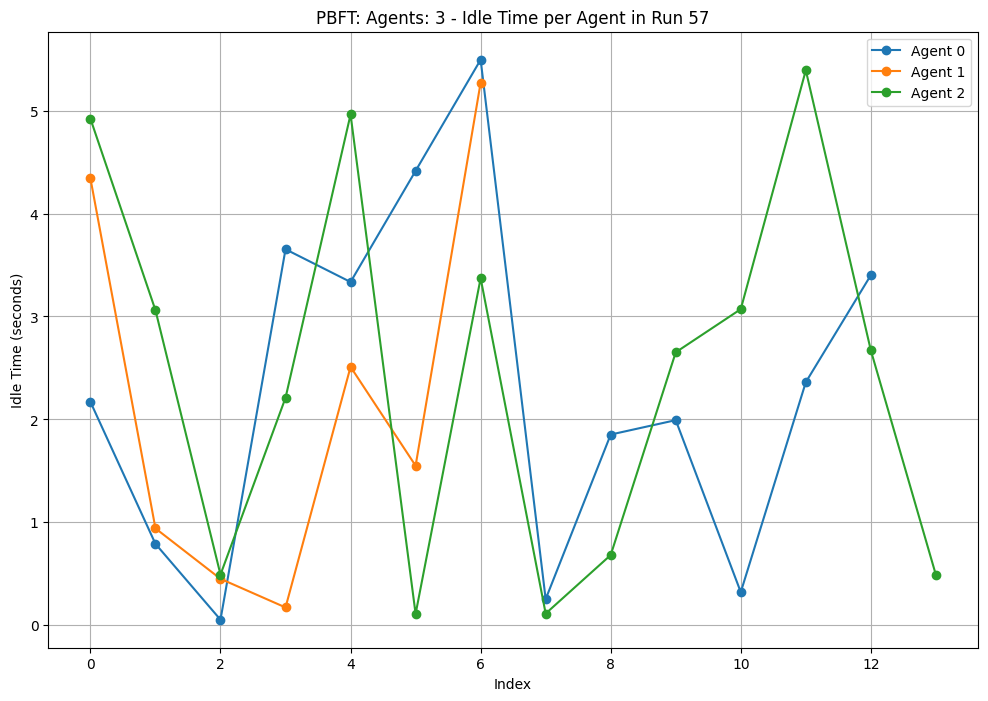 PBFT: Agents: 3 - Idle Time per Agent in Run 57
Agent 0
Agent 1
Agent 2
Idle Time (seconds)
5
4
3
2
1
0
0 2 4 6 8 10 12
Index